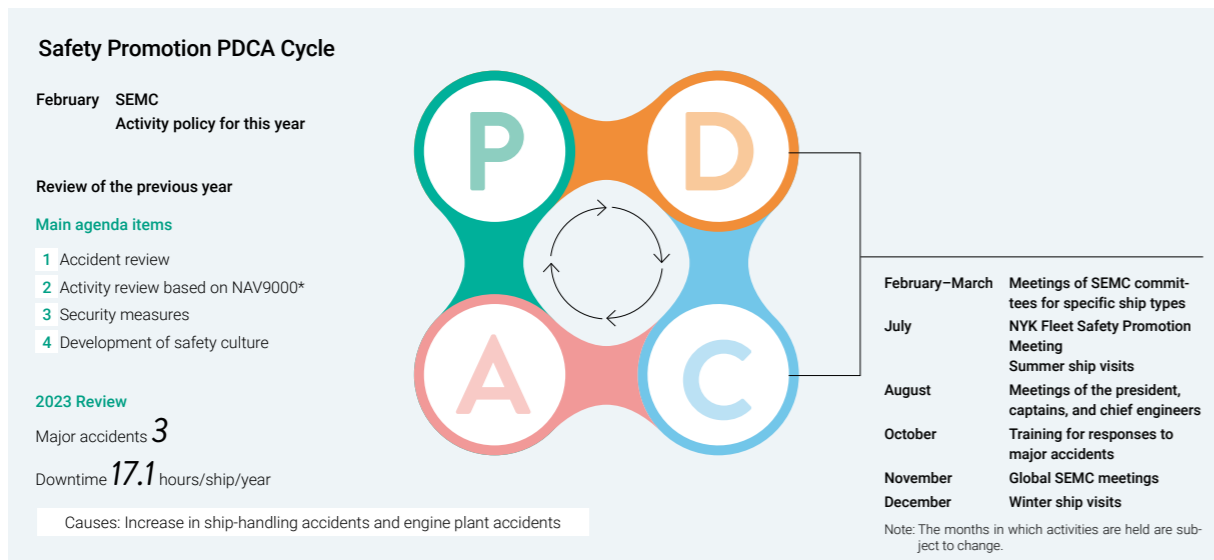 Safety Promotion PDCA Cycle
February SEMC
Activity policy for this year
Review of the previous year
Main agenda items
1 Accident review
2 Activity review based on NAV9000*
3 Security measures
4 Development of safety culture
2023 Review
Major accidents 3
Downtime 17.1 hours/ship/year
Causes: Increase in ship-handling accidents and engine plant accidents
P
D
A
C
February–March Meetings of SEMC commit-
tees for specific ship types
July NYK Fleet Safety Promotion
Meeting
Summer ship visits
August Meetings of the president,
captains, and chief engineers
October Training for responses to
major accidents
November Global SEMC meetings
December Winter ship visits
Note: The months in which activities are held are sub-
ject to change.